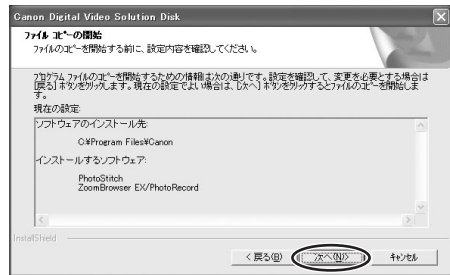 Canon Digital Video Solution Disk
ﾌｧｲﾙ ｺﾋﾟｰの開始
ﾌｧｲﾙのｺﾋﾟｰを開始する前に、設定内容を確認してください。
ﾌﾟﾛｸﾞﾗﾑ ﾌｧｲﾙのｺﾋﾟｰを開始するための情報は次の通りです。設定を確認して、変更を必要とする場合は
[戻る] ﾎﾞﾀﾝをｸﾘｯｸします。現在の設定でよい場合は、[次へ] ﾎﾞﾀﾝをｸﾘｯｸするとﾌｧｲﾙのｺﾋﾟｰを開始しま
す。
現在の設定:
ソフトウェアのインストール先:
C:¥Program Files¥Canon
インストールするソフトウェア:
PhotoStitch
ZoomBrowser EX/PhotoRecord
InstallShield
< 戻る(B) 次へ(N)> ｷｬﾝｾﾙ